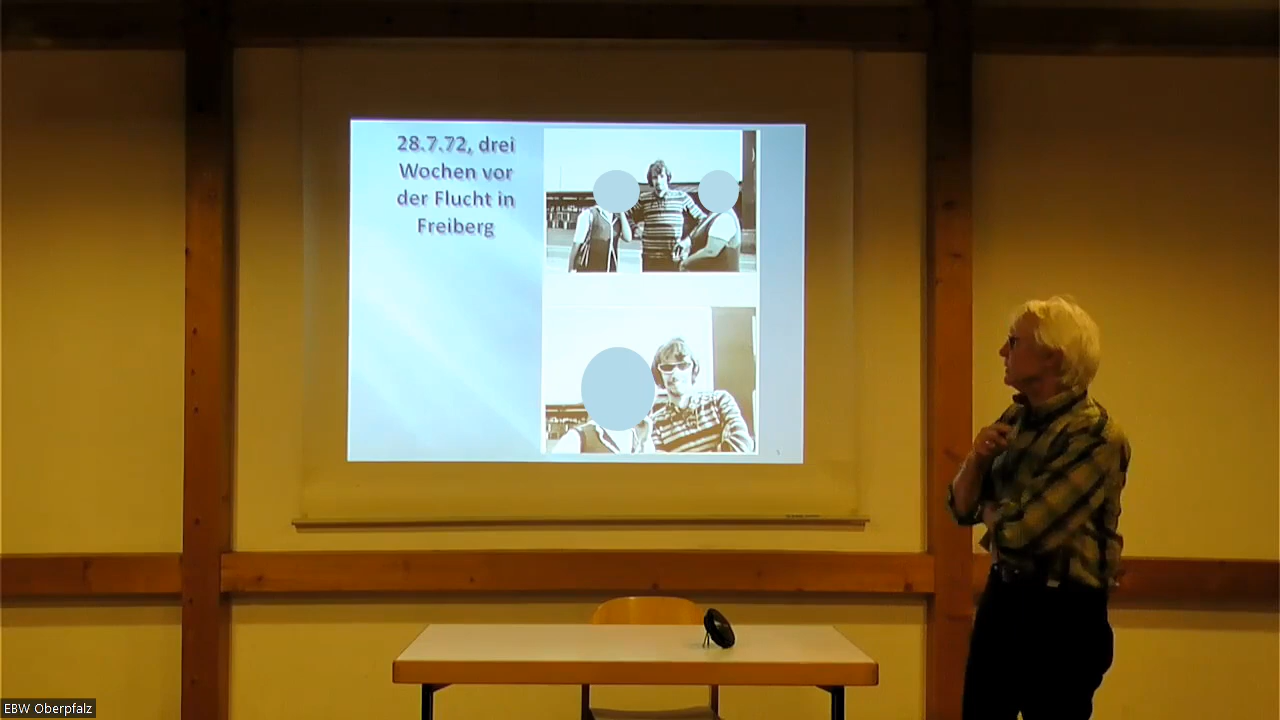 28.7.72, drei
Wochen vor
der Flucht in
Freiberg
EBW Oberpfalz